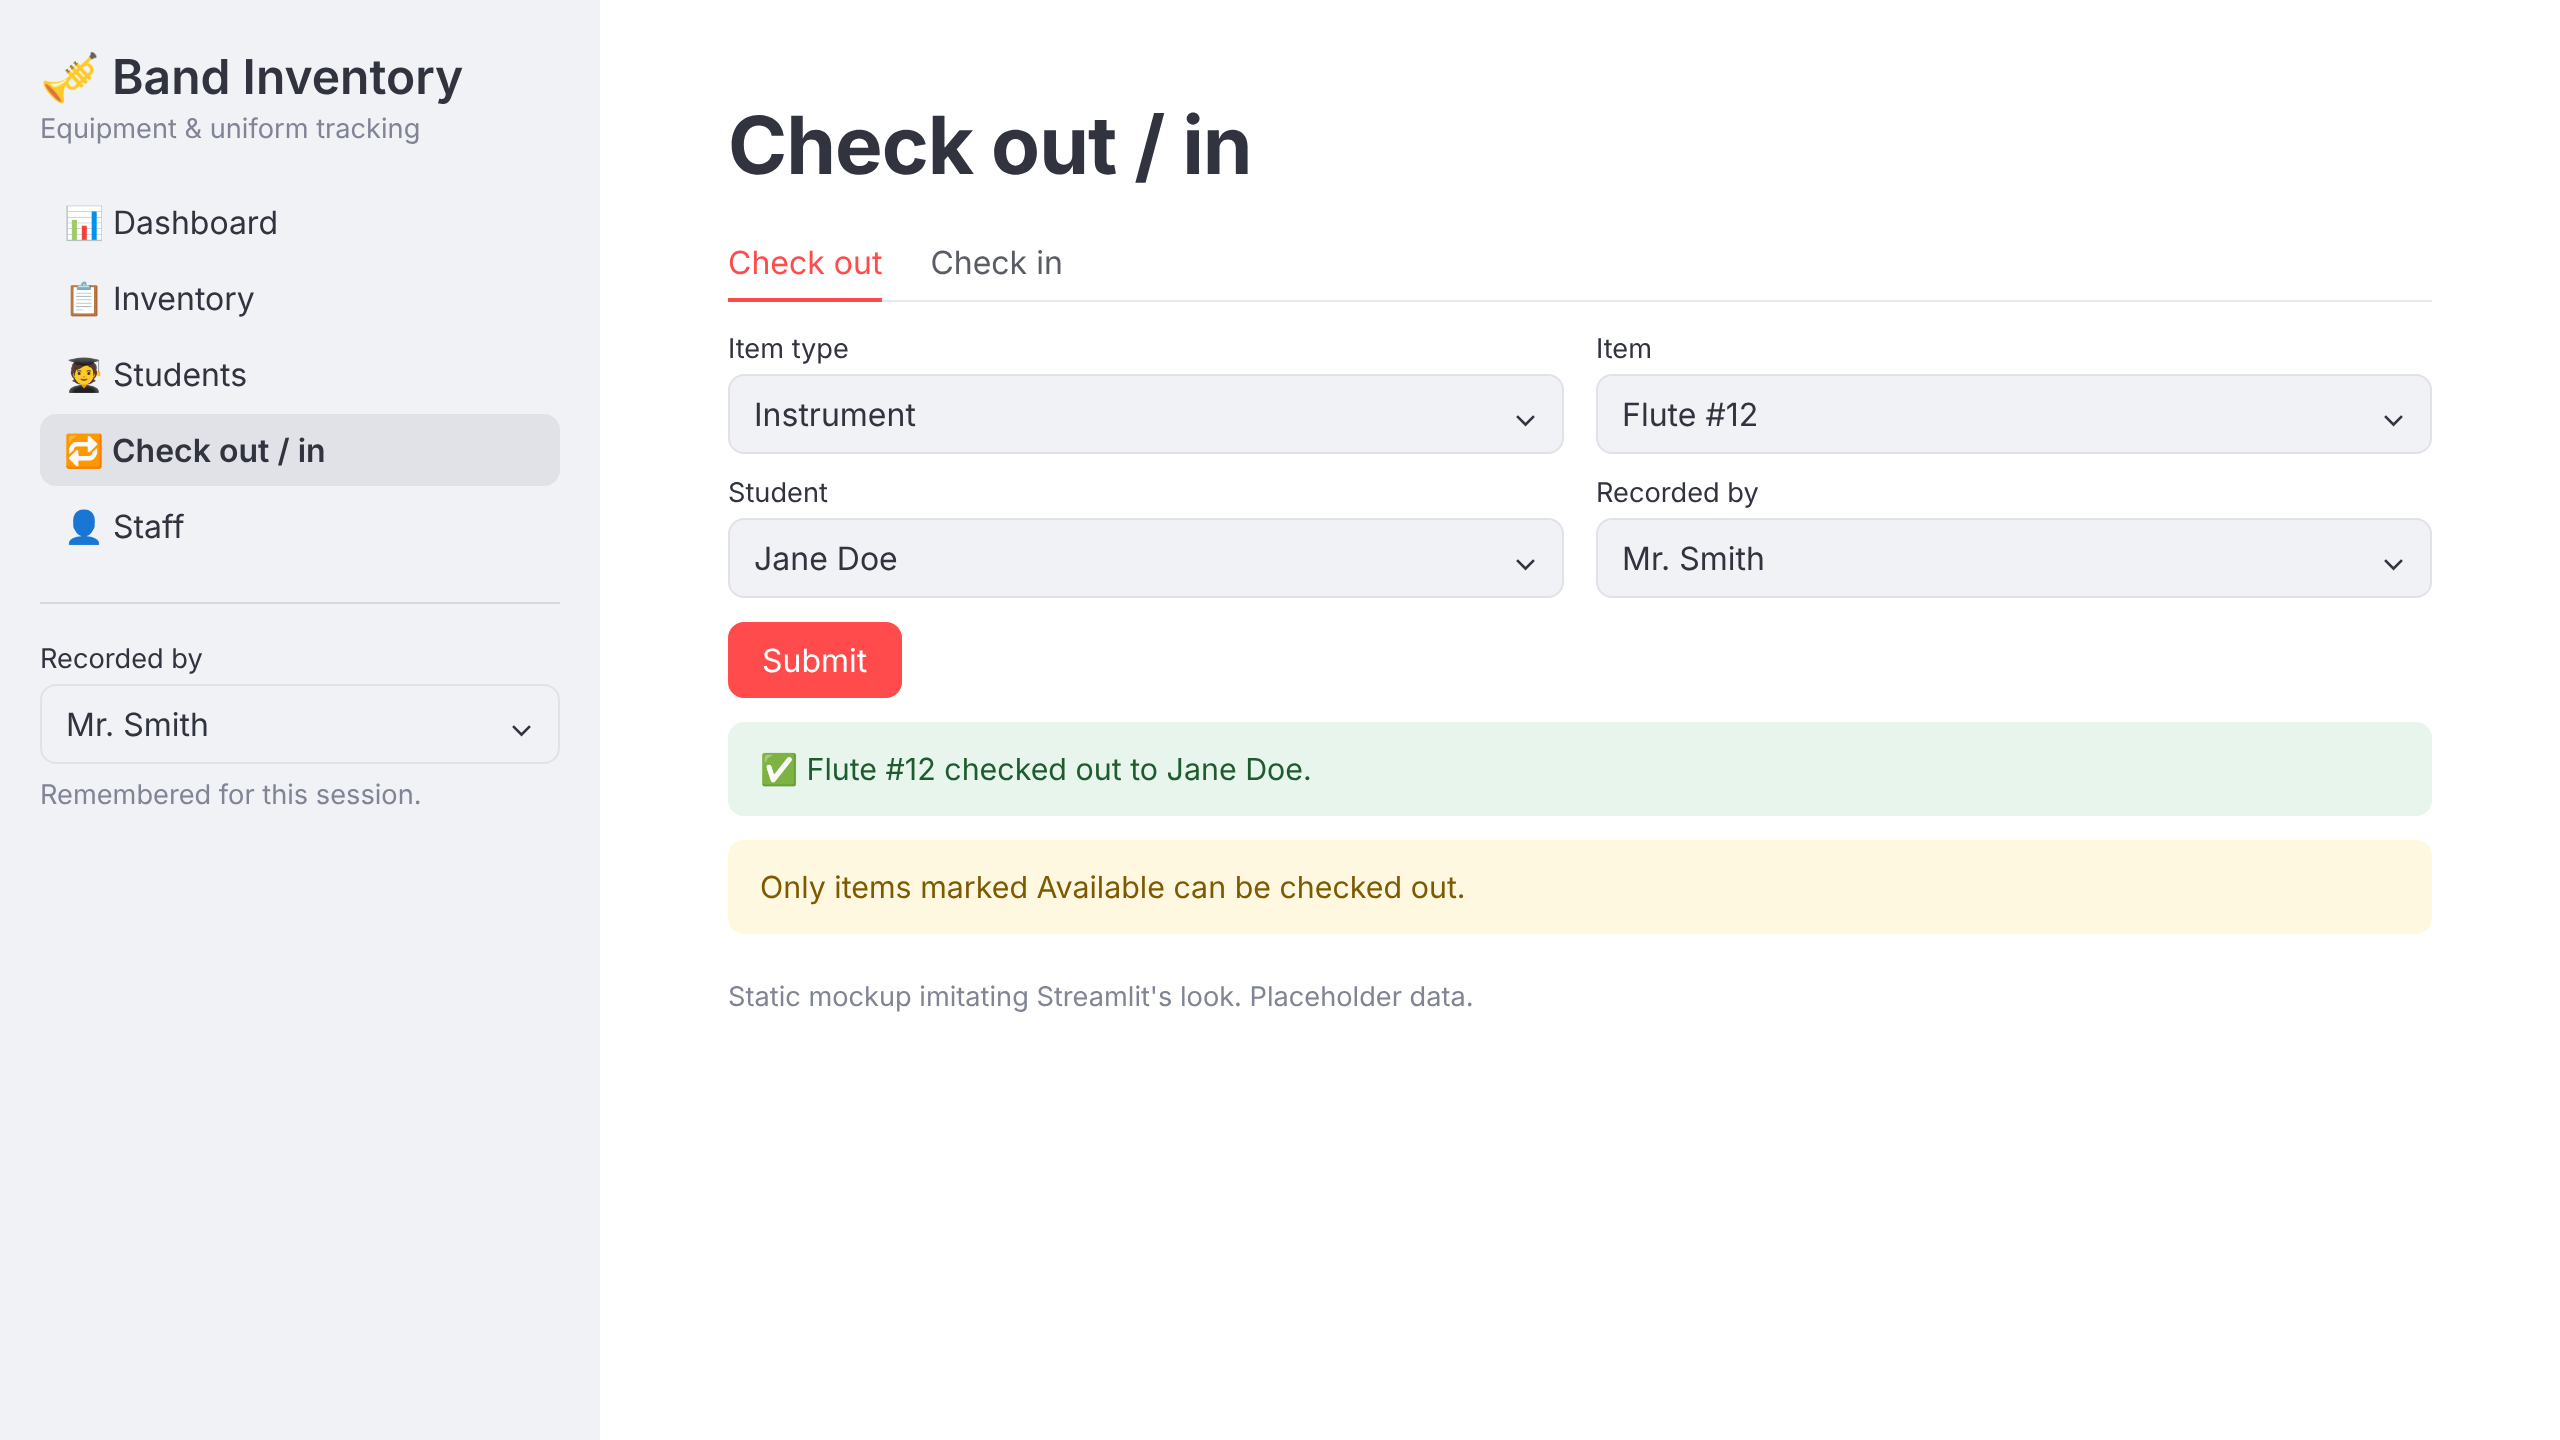 Band Inventory
Equipment & uniform tracking
Dashboard
Inventory
Students
Check out / in
Staff
Recorded by
Mr. Smith
Remembered for this session.
Check out / in
Check out
Check in
Item type
Instrument
Item
Flute #12
Student
Jane Doe
Recorded by
Mr. Smith
Submit
Flute #12 checked out to Jane Doe.
Only items marked Available can be checked out.
Static mockup imitating Streamlit's look. Placeholder data.